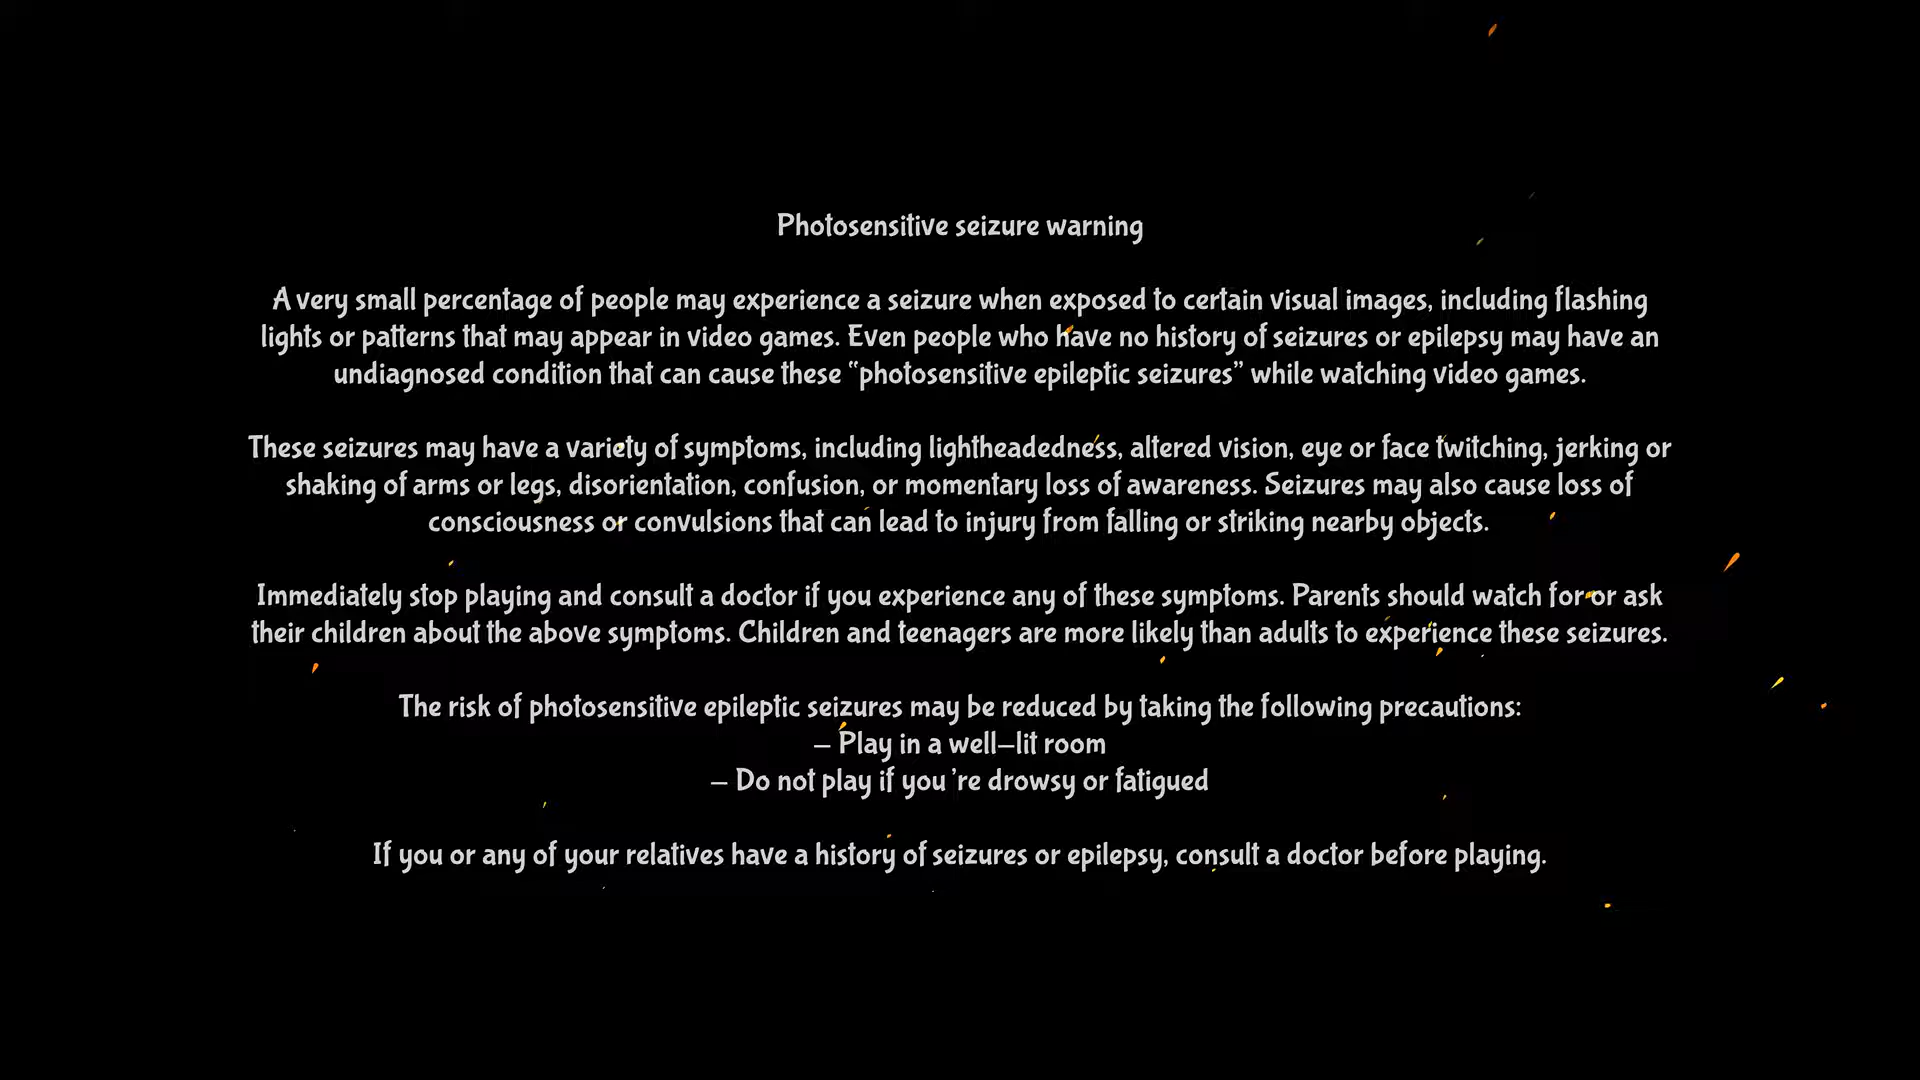 Photosensitive seizure warning
A very small percentage of people may experience a seizure when exposed to certain visual images, including flashing
lights or patterns that may appear in video games. Even people who have no history of seizures or epilepsy may have an
undiagnosed condition that can cause these “photosensitive epileptic seizures” while watching video games.
These seizures may have a variety of symptoms, including lightheadedness, altered vision, eye or face twitching, jerking or
shaking of arms or legs, disorientation, confusion, or momentary loss of awareness. Seizures may also cause loss of
consciousness or convulsions that can lead to injury from falling or striking nearby objects.
Immediately stop playing and consult a doctor if you experience any of these symptoms. Parents should watch for or ask
their children about the above symptoms. Children and teenagers are more likely than adults to experience these seizures.
The risk of photosensitive epileptic seizures may be reduced by taking the following precautions:
– Play in a well–lit room
– Do not play if you ’re drowsy or fatigued
If you or any of your relatives have a history of seizures or epilepsy, consult a doctor before playing.